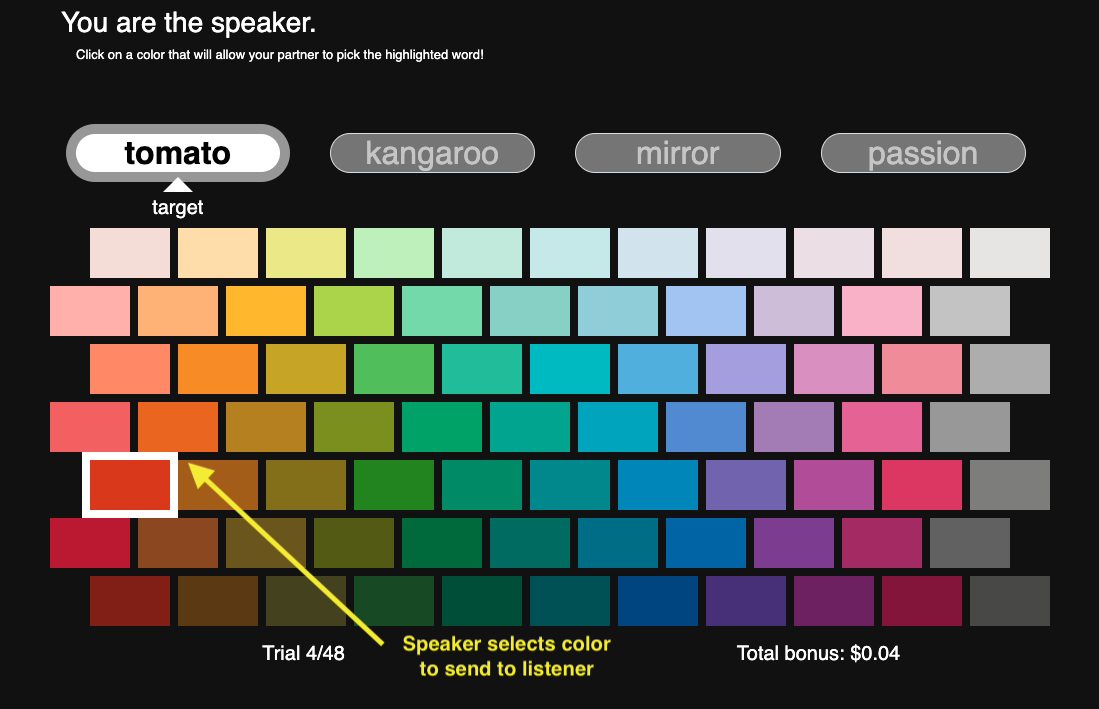 You are the speaker.
Click on a color that will allow your partner to pick the highlighted word!
tomato kangaroo mirror passion
target
Trial 4/48
Speaker selects color
to send to listener
Total bonus: $0.04